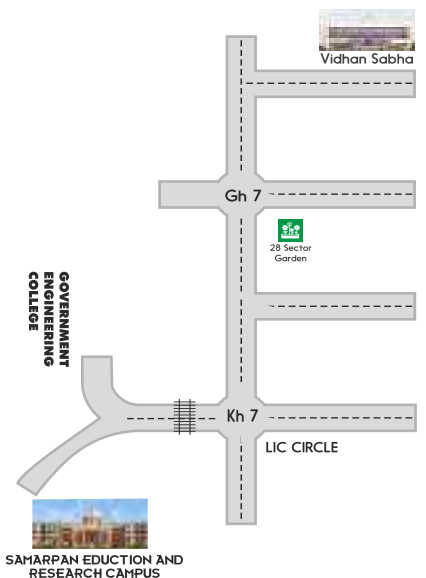 Vidhan Sabha
Gh 7
28 Sector
Garden
GOVERNMENT
ENGINEERING
COLLEGE
Kh 7
LIC CIRCLE
SAMARPAN EDUCTION AND
RESEARCH CAMPUS